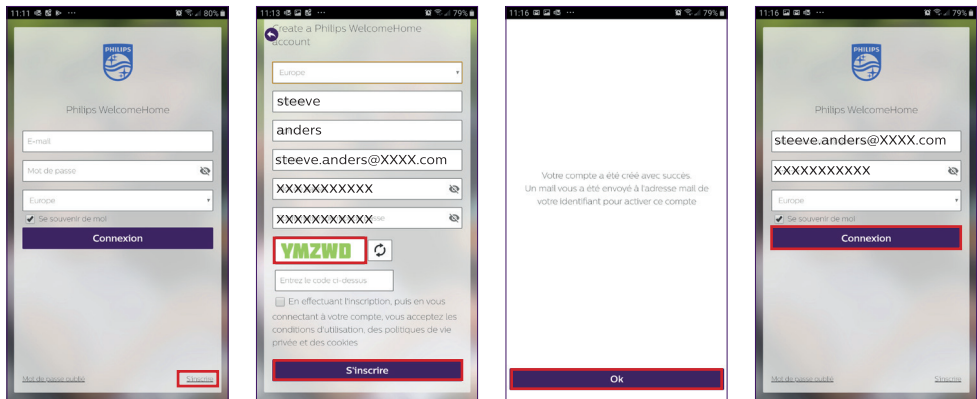 11:11 ··· 80%
PHILIPS
Philips WelcomeHome
E-mail
Mot de passe
Europe
Se souvenir de moi
Connexion
Mot de passe oublié S'inscrire
11:13 ··· 79%
Create a Philips WelcomeHome
account
Europe
steeve
anders
steeve.anders@XXXX.com
XXXXXXXXXXX
XXXXXXXXXXX
YMZWD
Entrez le code ci-dessus
En effectuant l'inscription, puis en vous
connectant à votre compte, vous acceptez les
conditions d'utilisation, des politiques de vie
privée et des cookies
S'inscrire
11:16 ··· 79%
Votre compte a été créé avec succès.
Un mail vous a été envoyé à l'adresse mail de
votre identifiant pour activer ce compte
Ok
11:16 ··· 79%
PHILIPS
Philips WelcomeHome
steeve.anders@XXXX.com
XXXXXXXXXXX
Europe
Se souvenir de moi
Connexion
Mot de passe oublié S'inscrire